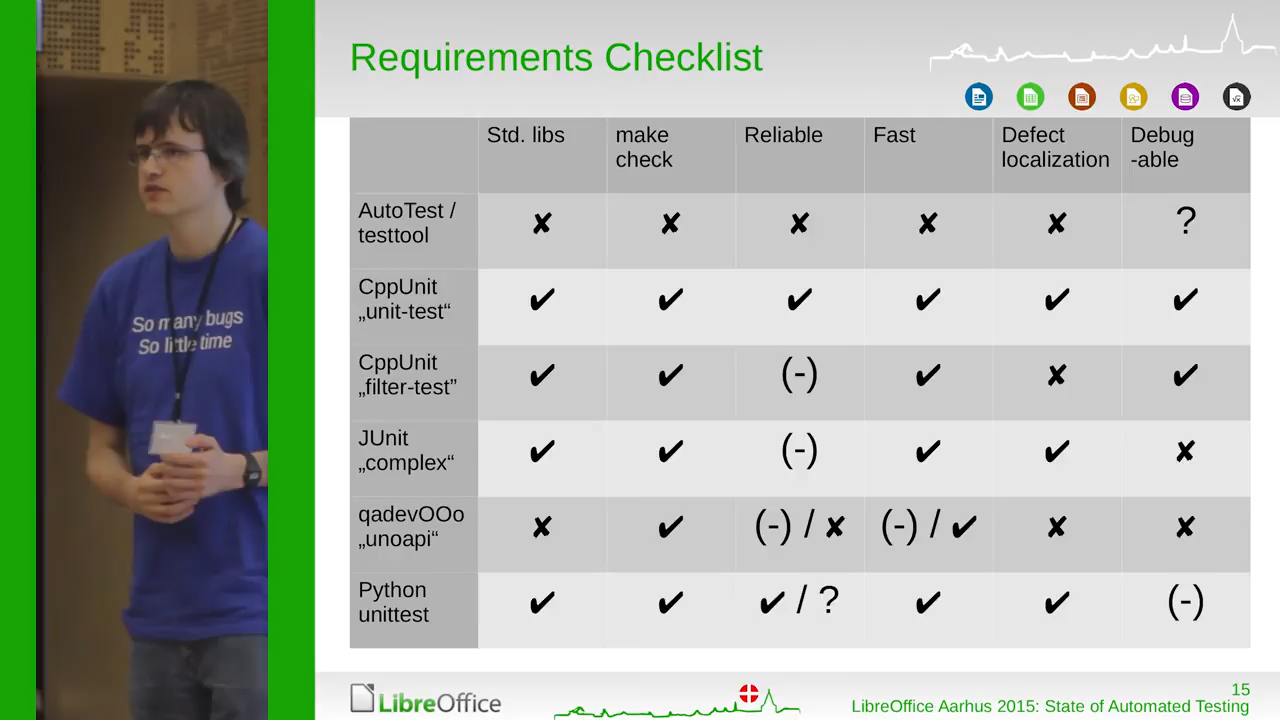 So many bugs
So little time
Requirements Checklist
Std. libs
make
check
Reliable
Fast
Defect
localization
Debug
-able
AutoTest /
testtool
✘ ✘ ✘ ✘ ✘ ?
CppUnit
„unit-test“
✔ ✔ ✔ ✔ ✔ ✔
CppUnit
„filter-test”
✔ ✔ (-) ✔ ✘ ✔
JUnit
„complex“
✔ ✔ (-) ✔ ✔ ✘
qadevOOo
„unoapi“
✘ ✔ (-) / ✘ (-) / ✔ ✘ ✘
Python
unittest
✔ ✔ ✔ / ? ✔ ✔ (-)
LibreOffice
15
LibreOffice Aarhus 2015: State of Automated Testing